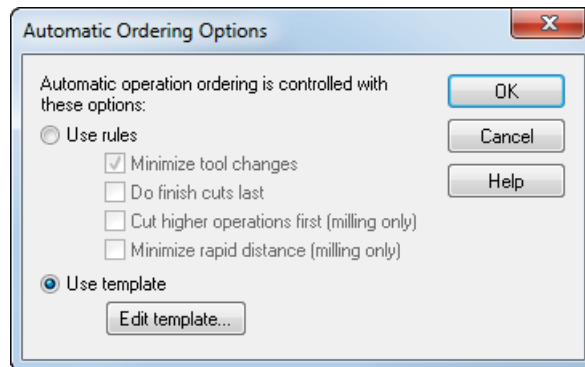 Automatic Ordering Options
Automatic operation ordering is controlled with
these options:
OK
Use rules
Cancel
Minimize tool changes
Help
Do finish cuts last
Cut higher operations first (milling only)
Minimize rapid distance (milling only)
Use template
Edit template...